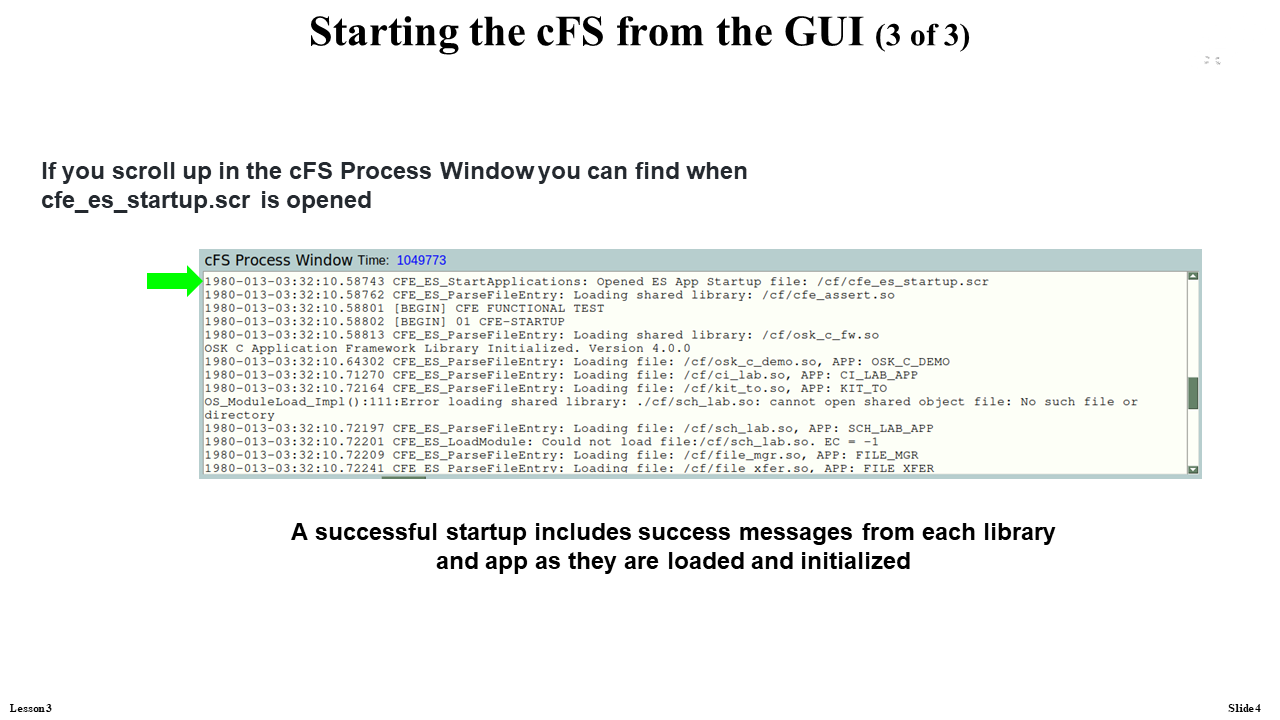 Starting the cFS from the GUI (3 of 3)
If you scroll up in the cFS Process Window you can find when
cfe_es_startup.scr is opened
cFS Process Window Time: 1049773
1980-013-03:32:10.58743 CFE_ES_StartApplications: Opened ES App Startup file: /cf/cfe_es_startup.scr
1980-013-03:32:10.58762 CFE_ES_ParseFileEntry: Loading shared library: /cf/cfe_assert.so
1980-013-03:32:10.58801 [BEGIN] CFE FUNCTIONAL TEST
1980-013-03:32:10.58802 [BEGIN] 01 CFE-STARTUP
1980-013-03:32:10.58813 CFE_ES_ParseFileEntry: Loading shared library: /cf/osk_c_fw.so
OSK C Application Framework Library Initialized. Version 4.0.0
1980-013-03:32:10.64302 CFE_ES_ParseFileEntry: Loading file: /cf/osk_c_demo.so, APP: OSK_C_DEMO
1980-013-03:32:10.71270 CFE_ES_ParseFileEntry: Loading file: /cf/ci_lab.so, APP: CI_LAB_APP
1980-013-03:32:10.72164 CFE_ES_ParseFileEntry: Loading file: /cf/kit_to.so, APP: KIT_TO
OS_ModuleLoad_Impl():111:Error loading shared library: ./cf/sch_lab.so: cannot open shared object file: No such file or
directory
1980-013-03:32:10.72197 CFE_ES_ParseFileEntry: Loading file: /cf/sch_lab.so, APP: SCH_LAB_APP
1980-013-03:32:10.72201 CFE_ES_LoadModule: Could not load file:/cf/sch_lab.so. EC = -1
1980-013-03:32:10.72209 CFE_ES_ParseFileEntry: Loading file: /cf/file_mgr.so, APP: FILE_MGR
1980-013-03:32:10.72241 CFE_ES_ParseFileEntry: Loading file: /cf/file_xfer.so, APP: FILE_XFER
A successful startup includes success messages from each library
and app as they are loaded and initialized
Lesson 3
Slide 4